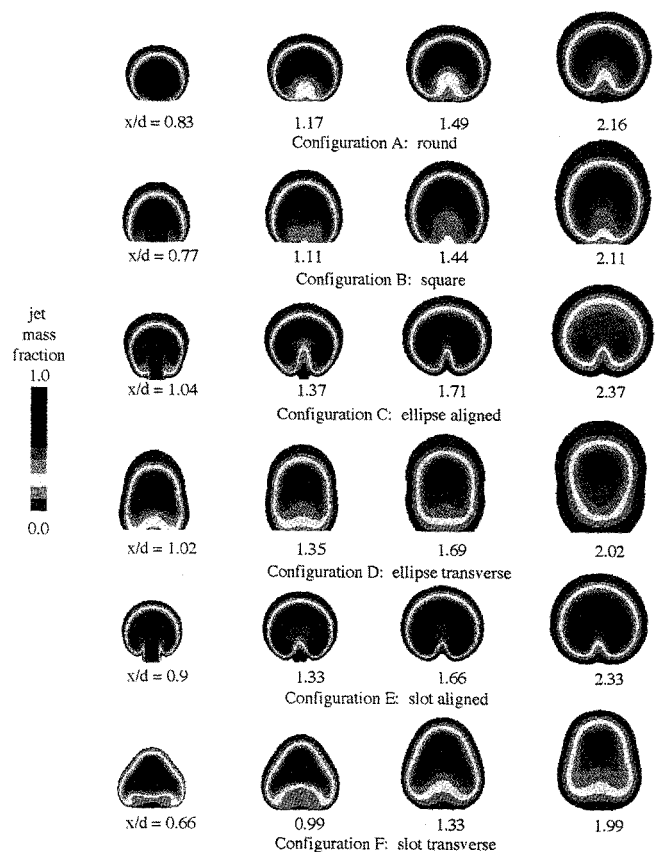 x/d = 0.83 1.17 1.49 2.16
Configuration A: round
x/d = 0.77 1.11 1.44 2.11
Configuration B: square
jet
mass
fraction
1.0
0.0
x/d = 1.04 1.37 1.71 2.37
Configuration C: ellipse aligned
x/d = 1.02 1.35 1.69 2.02
Configuration D: ellipse transverse
x/d = 0.9 1.33 1.66 2.33
Configuration E: slot aligned
x/d = 0.66 0.99 1.33 1.99
Configuration F: slot transverse